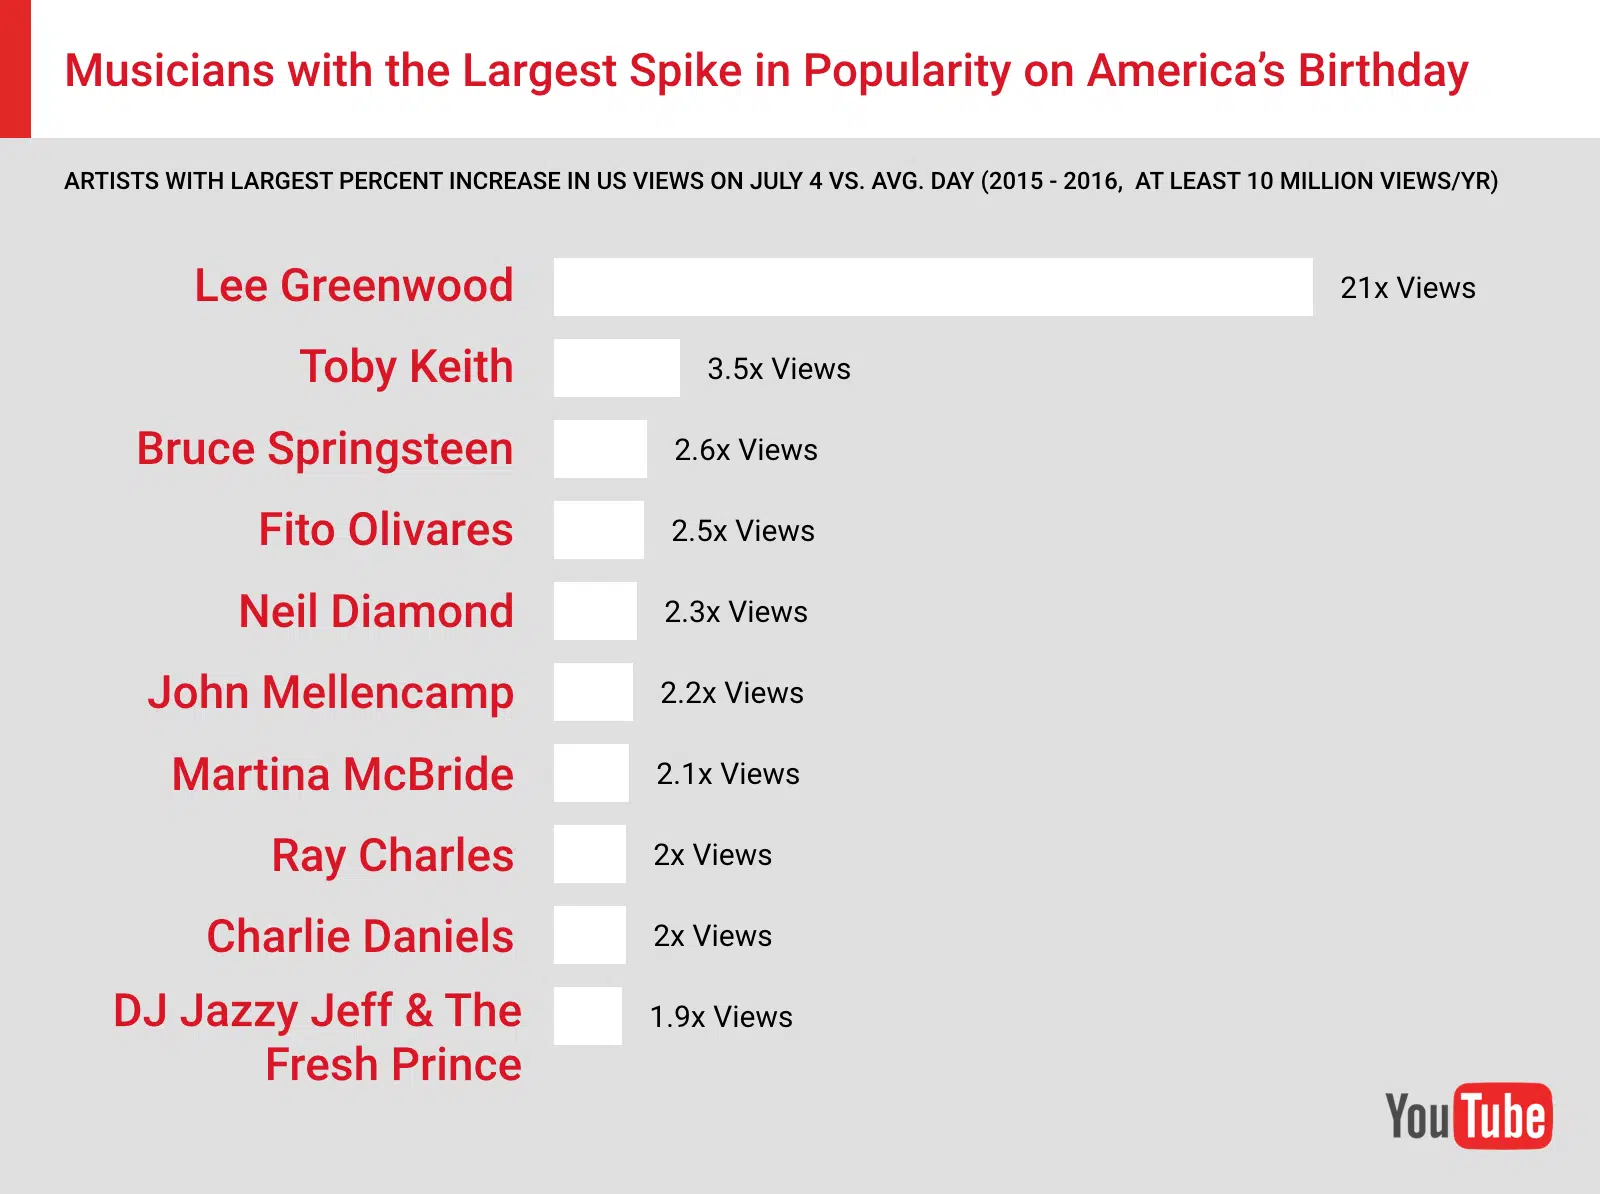 Musicians with the Largest Spike in Popularity on America’s Birthday
ARTISTS WITH LARGEST PERCENT INCREASE IN US VIEWS ON JULY 4 VS. AVG. DAY (2015 - 2016,  AT LEAST 10 MILLION VIEWS/YR)
Lee Greenwood 21x Views
Toby Keith 3.5x Views
Bruce Springsteen 2.6x Views
Fito Olivares 2.5x Views
Neil Diamond 2.3x Views
John Mellencamp 2.2x Views
Martina McBride 2.1x Views
Ray Charles 2x Views
Charlie Daniels 2x Views
DJ Jazzy Jeff & The 1.9x Views
Fresh Prince
YouTube